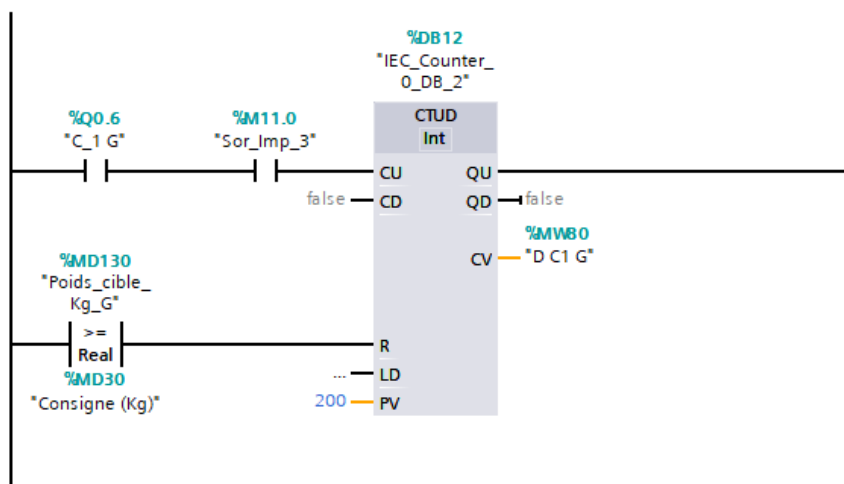 %DB12
"IEC_Counter_
0_DB_2"
%Q0.6
"C_1 G"
%M11.0
"Sor_Imp_3"
CTUD
Int
CU
QU
false
CD
QD
false
%MW80
"D C1 G"
CV
%MD130
"Poids_cible_
Kg_G"
>=
Real
%MD30
"Consigne (Kg)"
R
...
LD
200
PV